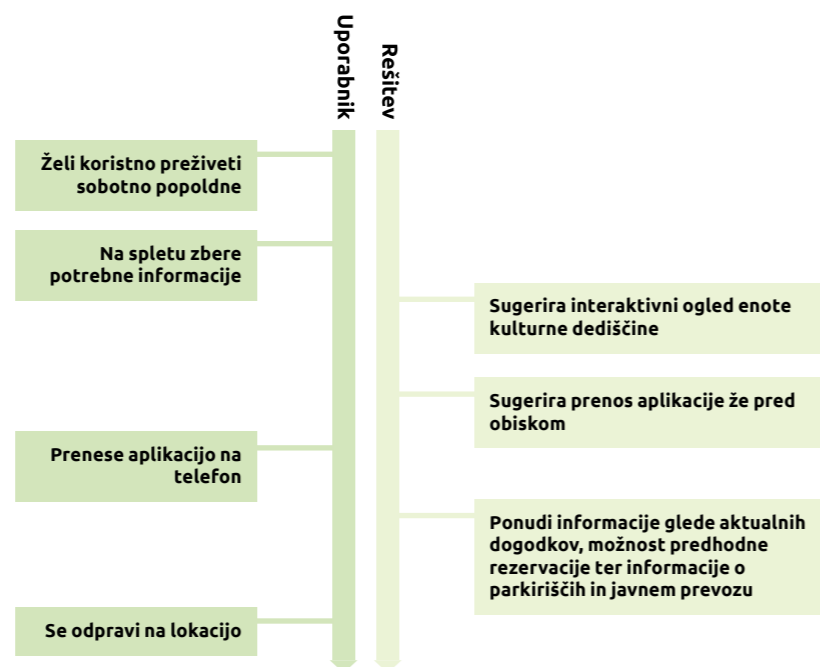 Uporabnik
Rešitev
Želi koristno preživeti
sobotno popoldne
Na spletu zbere
potrebne informacije
Sugerira interaktivni ogled enote
kulturne dediščine
Sugerira prenos aplikacije že pred
obiskom
Prenese aplikacijo na
telefon
Ponudi informacije glede aktualnih
dogodkov, možnost predhodne
rezervacije ter informacije o
parkiriščih in javnem prevozu
Se odpravi na lokacijo